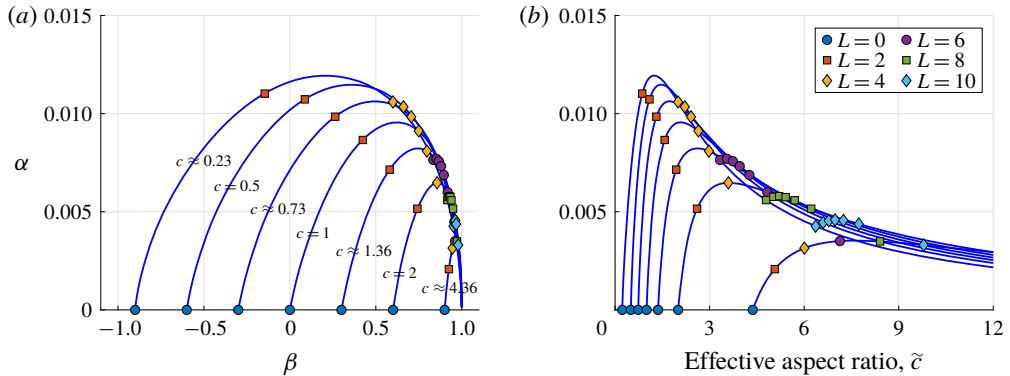 (a)
0.015
0.010
0.005
0
α
c ≈ 0.23
c = 0.5
c ≈ 0.73
c = 1
c ≈ 1.36
c = 2
c ≈ 4.36
−1.0 −0.5 0 0.5 1.0
β
(b)
0.015
0.010
0.005
0
L = 0 L = 6
L = 2 L = 8
L = 4 L = 10
0 3 6 9 12
Effective aspect ratio, c̃